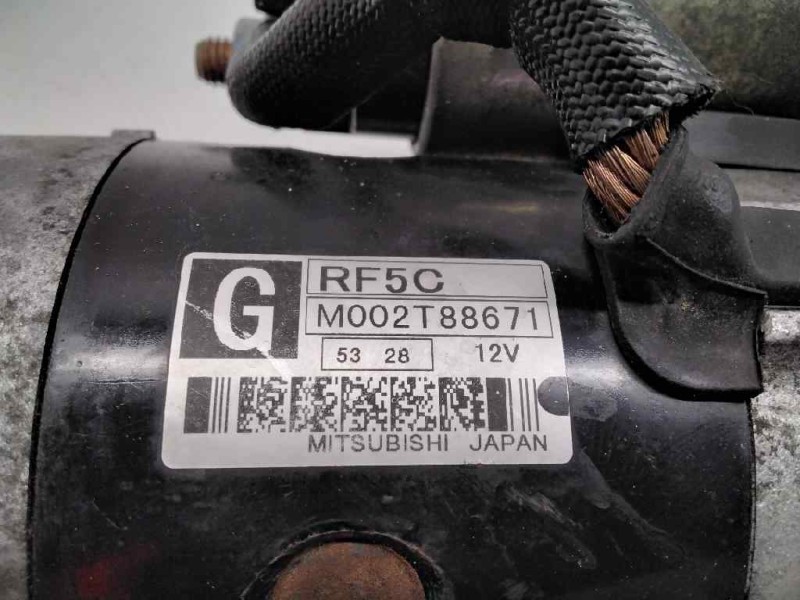 G
RF5C
M002T88671
53 28
12V
MITSUBISHI JAPAN